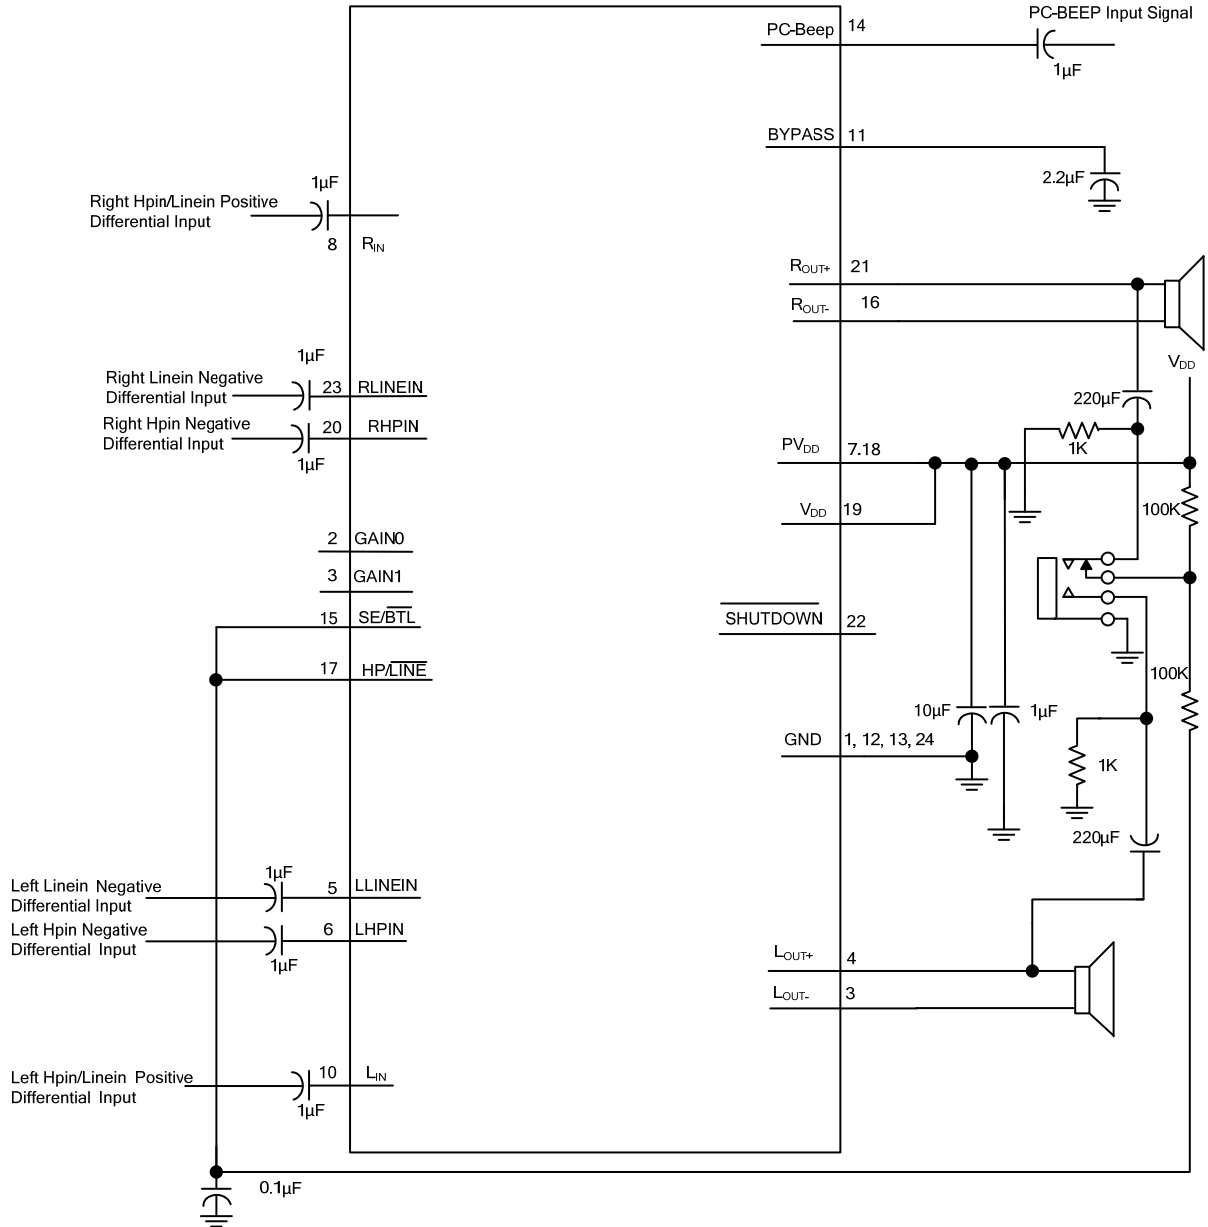 PC-BEEP Input Signal
PC-Beep 14
1µF
BYPASS 11
2.2µF
1µF
Right Hpin/Linein Positive
Differential Input
8 RIN
ROUT+ 21
ROUT- 16
VDD
1µF
Right Linein Negative
Differential Input
23 RLINEIN
Right Hpin Negative
Differential Input
20 RHPIN
1µF
220µF
1K
PVDD 7.18
VDD 19
100K
2 GAIN0
3 GAIN1
15 SE/BTL
SHUTDOWN 22
17 HP/LINE
100K
10µF
1µF
GND 1, 12, 13, 24
1K
220µF
1µF
Left Linein Negative
Differential Input
5 LLINEIN
Left Hpin Negative
Differential Input
6 LHPIN
1µF
LOUT+ 4
LOUT- 3
Left Hpin/Linein Positive
Differential Input
10 LIN
1µF
0.1µF